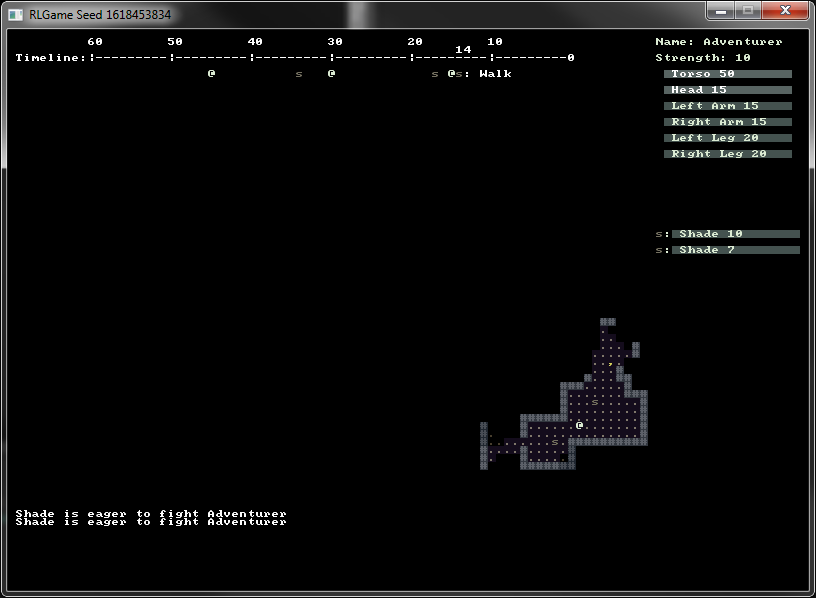 RLGame Seed 1618453834
60 50 40 30 20 10
14
Timeline:¦---------¦---------¦---------¦---------¦---------¦---------0
@ s @ s @s: Walk
Name: Adventurer
Strength: 10
Torso 50
Head 15
Left Arm 15
Right Arm 15
Left Leg 20
Right Leg 20
s: Shade 10
s: Shade 7
s
@
s
Shade is eager to fight Adventurer
Shade is eager to fight Adventurer